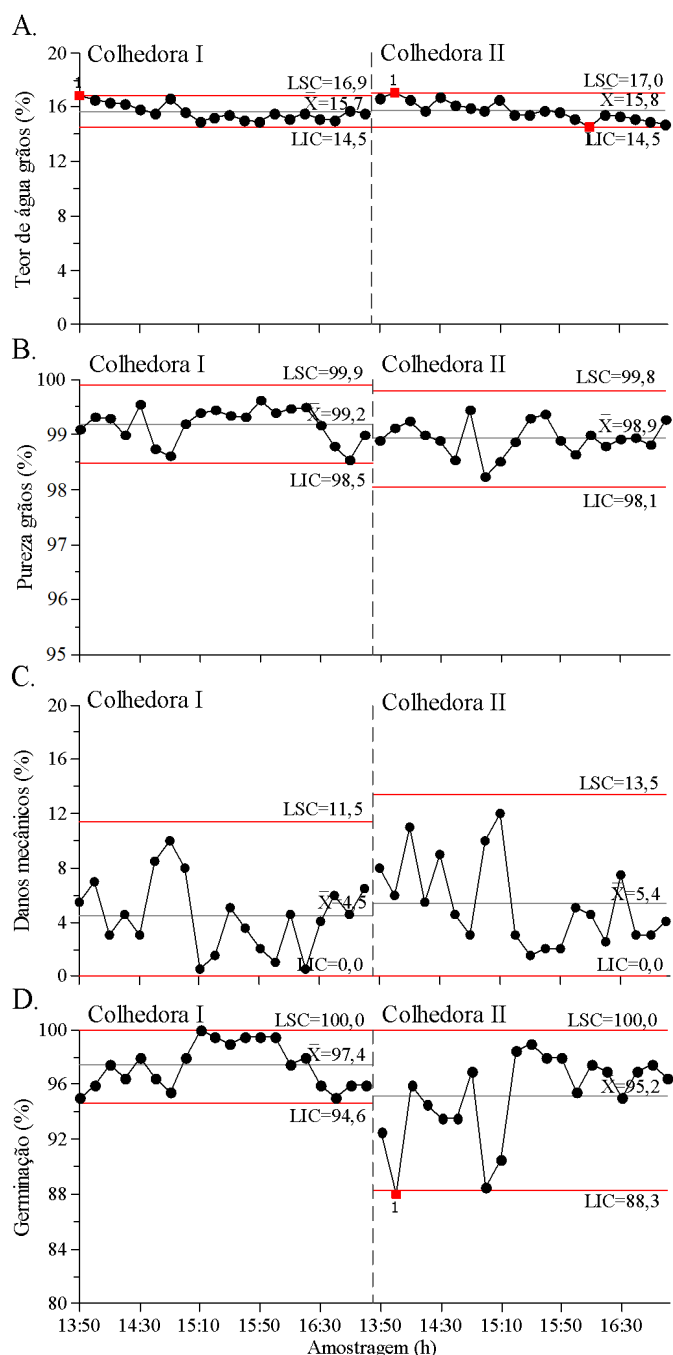 A.
Colhedora I
Colhedora II
Teor de água grãos (%)
20
16
12
8
4
0
1
LSC=16,9
X̄=15,7
LIC=14,5
1
LSC=17,0
X̄=15,8
LIC=14,5
1
B.
Colhedora I
Colhedora II
Pureza grãos (%)
100
99
98
97
96
95
LSC=99,9
X̄=99,2
LIC=98,5
LSC=99,8
X̄=98,9
LIC=98,1
C.
Colhedora I
Colhedora II
Danos mecânicos (%)
20
16
12
8
4
0
LSC=11,5
X̄=4,5
LIC=0,0
LSC=13,5
X̄=5,4
LIC=0,0
D.
Colhedora I
Colhedora II
Germinação (%)
100
96
92
88
84
80
LSC=100,0
X̄=97,4
LIC=94,6
LSC=100,0
X̄=95,2
LIC=88,3
1
13:50 14:30 15:10 15:50 16:30 13:50 14:30 15:10 15:50 16:30
Amostragem (h)